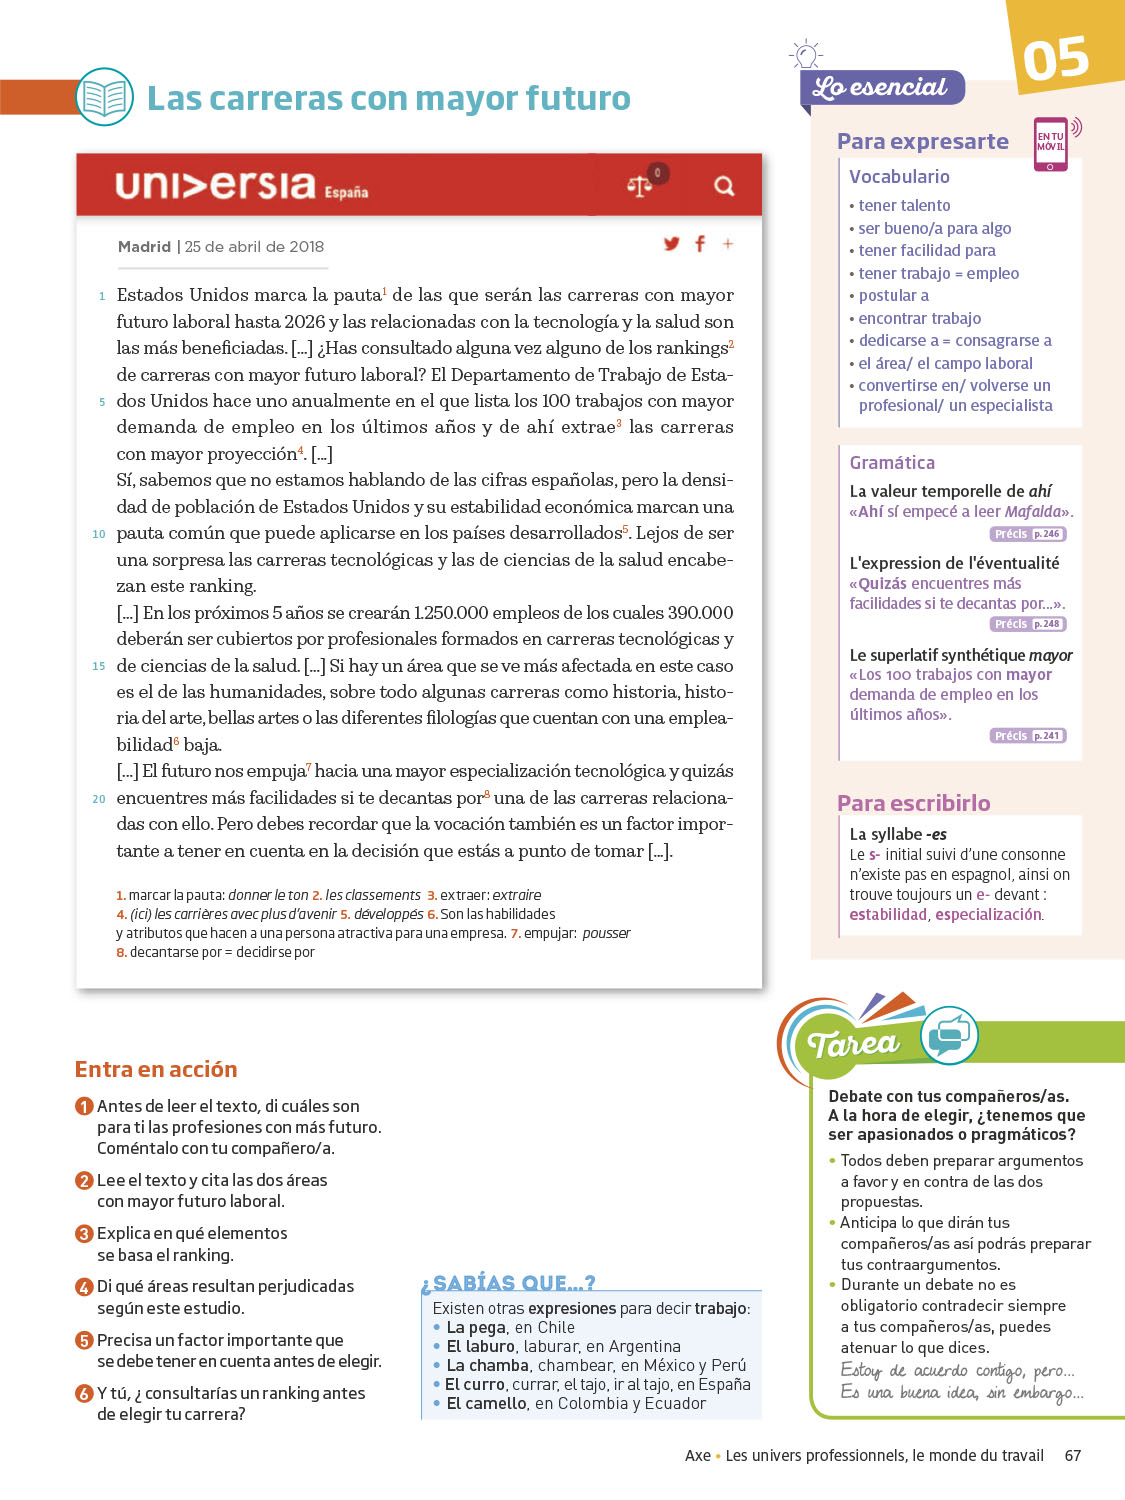 05
Las carreras con mayor futuro
universia España
0
Madrid | 25 de abril de 2018
1 Estados Unidos marca la pauta1 de las que serán las carreras con mayor
futuro laboral hasta 2026 y las relacionadas con la tecnología y la salud son
las más beneficiadas. [...] ¿Has consultado alguna vez alguno de los rankings2
de carreras con mayor futuro laboral? El Departamento de Trabajo de Esta-
5 dos Unidos hace uno anualmente en el que lista los 100 trabajos con mayor
demanda de empleo en los últimos años y de ahí extrae3 las carreras
con mayor proyección4. [...]
Sí, sabemos que no estamos hablando de las cifras españolas, pero la densi-
dad de población de Estados Unidos y su estabilidad económica marcan una
10 pauta común que puede aplicarse en los países desarrollados5. Lejos de ser
una sorpresa las carreras tecnológicas y las de ciencias de la salud encabe-
zan este ranking.
[...] En los próximos 5 años se crearán 1.250.000 empleos de los cuales 390.000
deberán ser cubiertos por profesionales formados en carreras tecnológicas y
15 de ciencias de la salud. [...] Si hay un área que se ve más afectada en este caso
es el de las humanidades, sobre todo algunas carreras como historia, histo-
ria del arte, bellas artes o las diferentes filologías que cuentan con una emplea-
bilidad6 baja.
[...] El futuro nos empuja7 hacia una mayor especialización tecnológica y quizás
20 encuentres más facilidades si te decantas por8 una de las carreras relaciona-
das con ello. Pero debes recordar que la vocación también es un factor impor-
tante a tener en cuenta en la decisión que estás a punto de tomar [...].
1. marcar la pauta: donner le ton 2. les classements 3. extraer: extraire
4. (ici) les carrières avec plus d'avenir 5. développés 6. Son las habilidades
y atributos que hacen a una persona atractiva para una empresa. 7. empujar: pousser
8. decantarse por = decidirse por
Entra en acción
1 Antes de leer el texto, di cuáles son
para ti las profesiones con más futuro.
Coméntalo con tu compañero/a.
2 Lee el texto y cita las dos áreas
con mayor futuro laboral.
3 Explica en qué elementos
se basa el ranking.
4 Di qué áreas resultan perjudicadas
según este estudio.
5 Precisa un factor importante que
se debe tener en cuenta antes de elegir.
6 Y tú, ¿ consultarías un ranking antes
de elegir tu carrera?
¿SABÍAS QUE...?
Existen otras expresiones para decir trabajo:
• La pega, en Chile
• El laburo, laburar, en Argentina
• La chamba, chambear, en México y Perú
• El curro, currar, el tajo, ir al tajo, en España
• El camello, en Colombia y Ecuador
Lo esencial
Para expresarte
EN TU
MÓVIL
Vocabulario
• tener talento
• ser bueno/a para algo
• tener facilidad para
• tener trabajo = empleo
• postular a
• encontrar trabajo
• dedicarse a = consagrarse a
• el área/ el campo laboral
• convertirse en/ volverse un
profesional/ un especialista
Gramática
La valeur temporelle de ahí
«Ahí sí empecé a leer Mafalda».
Précis p. 246
L'expression de l'éventualité
«Quizás encuentres más
facilidades si te decantas por...».
Précis p. 248
Le superlatif synthétique mayor
«Los 100 trabajos con mayor
demanda de empleo en los
últimos años».
Précis p. 241
Para escribirlo
La syllabe -es
Le s- initial suivi d'une consonne
n'existe pas en espagnol, ainsi on
trouve toujours un e- devant :
estabilidad, especialización.
Tarea
Debate con tus compañeros/as.
A la hora de elegir, ¿tenemos que
ser apasionados o pragmáticos?
• Todos deben preparar argumentos
a favor y en contra de las dos
propuestas.
• Anticipa lo que dirán tus
compañeros/as así podrás preparar
tus contraargumentos.
• Durante un debate no es
obligatorio contradecir siempre
a tus compañeros/as, puedes
atenuar lo que dices.
Estoy de acuerdo contigo, pero...
Es una buena idea, sin embargo...
Axe • Les univers professionnels, le monde du travail 67